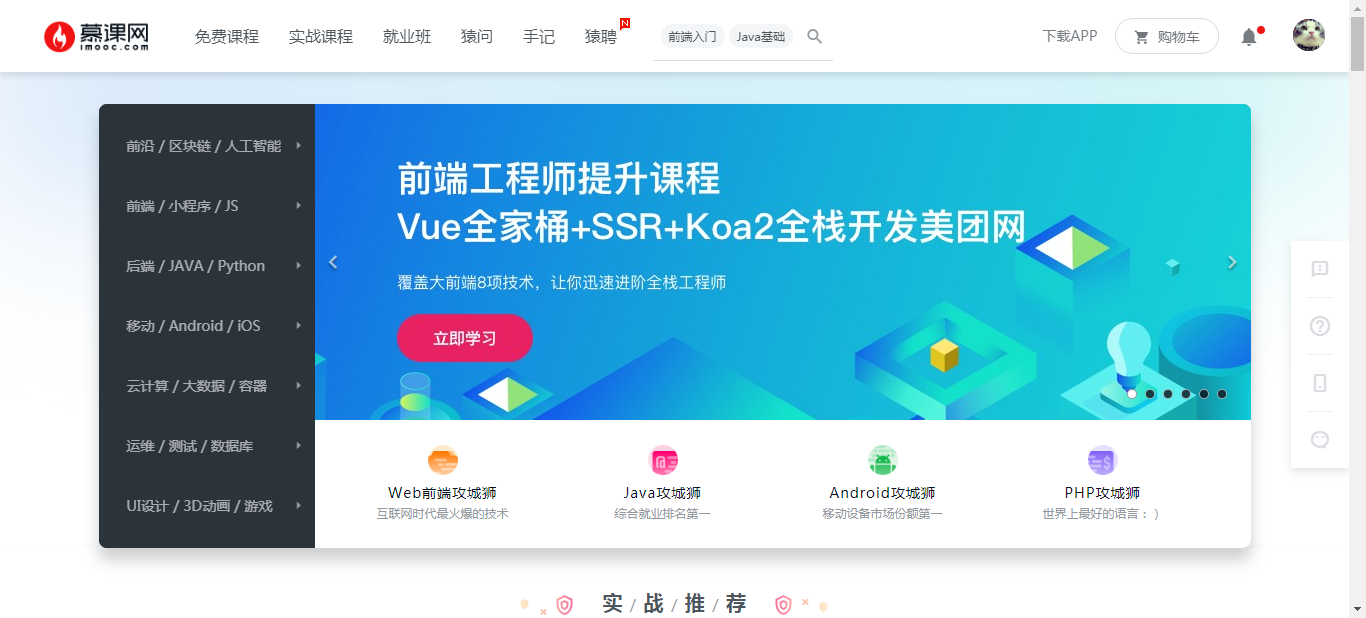 慕课网
imooc.com
免费课程
实战课程
就业班
猿问
手记
猿聘
N
前端入门
Java基础
下载APP
购物车
前沿 / 区块链 / 人工智能
前端 / 小程序 / JS
后端 / JAVA / Python
移动 / Android / iOS
云计算 / 大数据 / 容器
运维 / 测试 / 数据库
UI设计 / 3D动画 / 游戏
前端工程师提升课程
Vue全家桶+SSR+Koa2全栈开发美团网
覆盖大前端8项技术，让你迅速进阶全栈工程师
立即学习
Web前端攻城狮
互联网时代最火爆的技术
Java攻城狮
综合就业排名第一
Android攻城狮
移动设备市场份额第一
PHP攻城狮
世界上最好的语言：）
实 / 战 / 推 / 荐